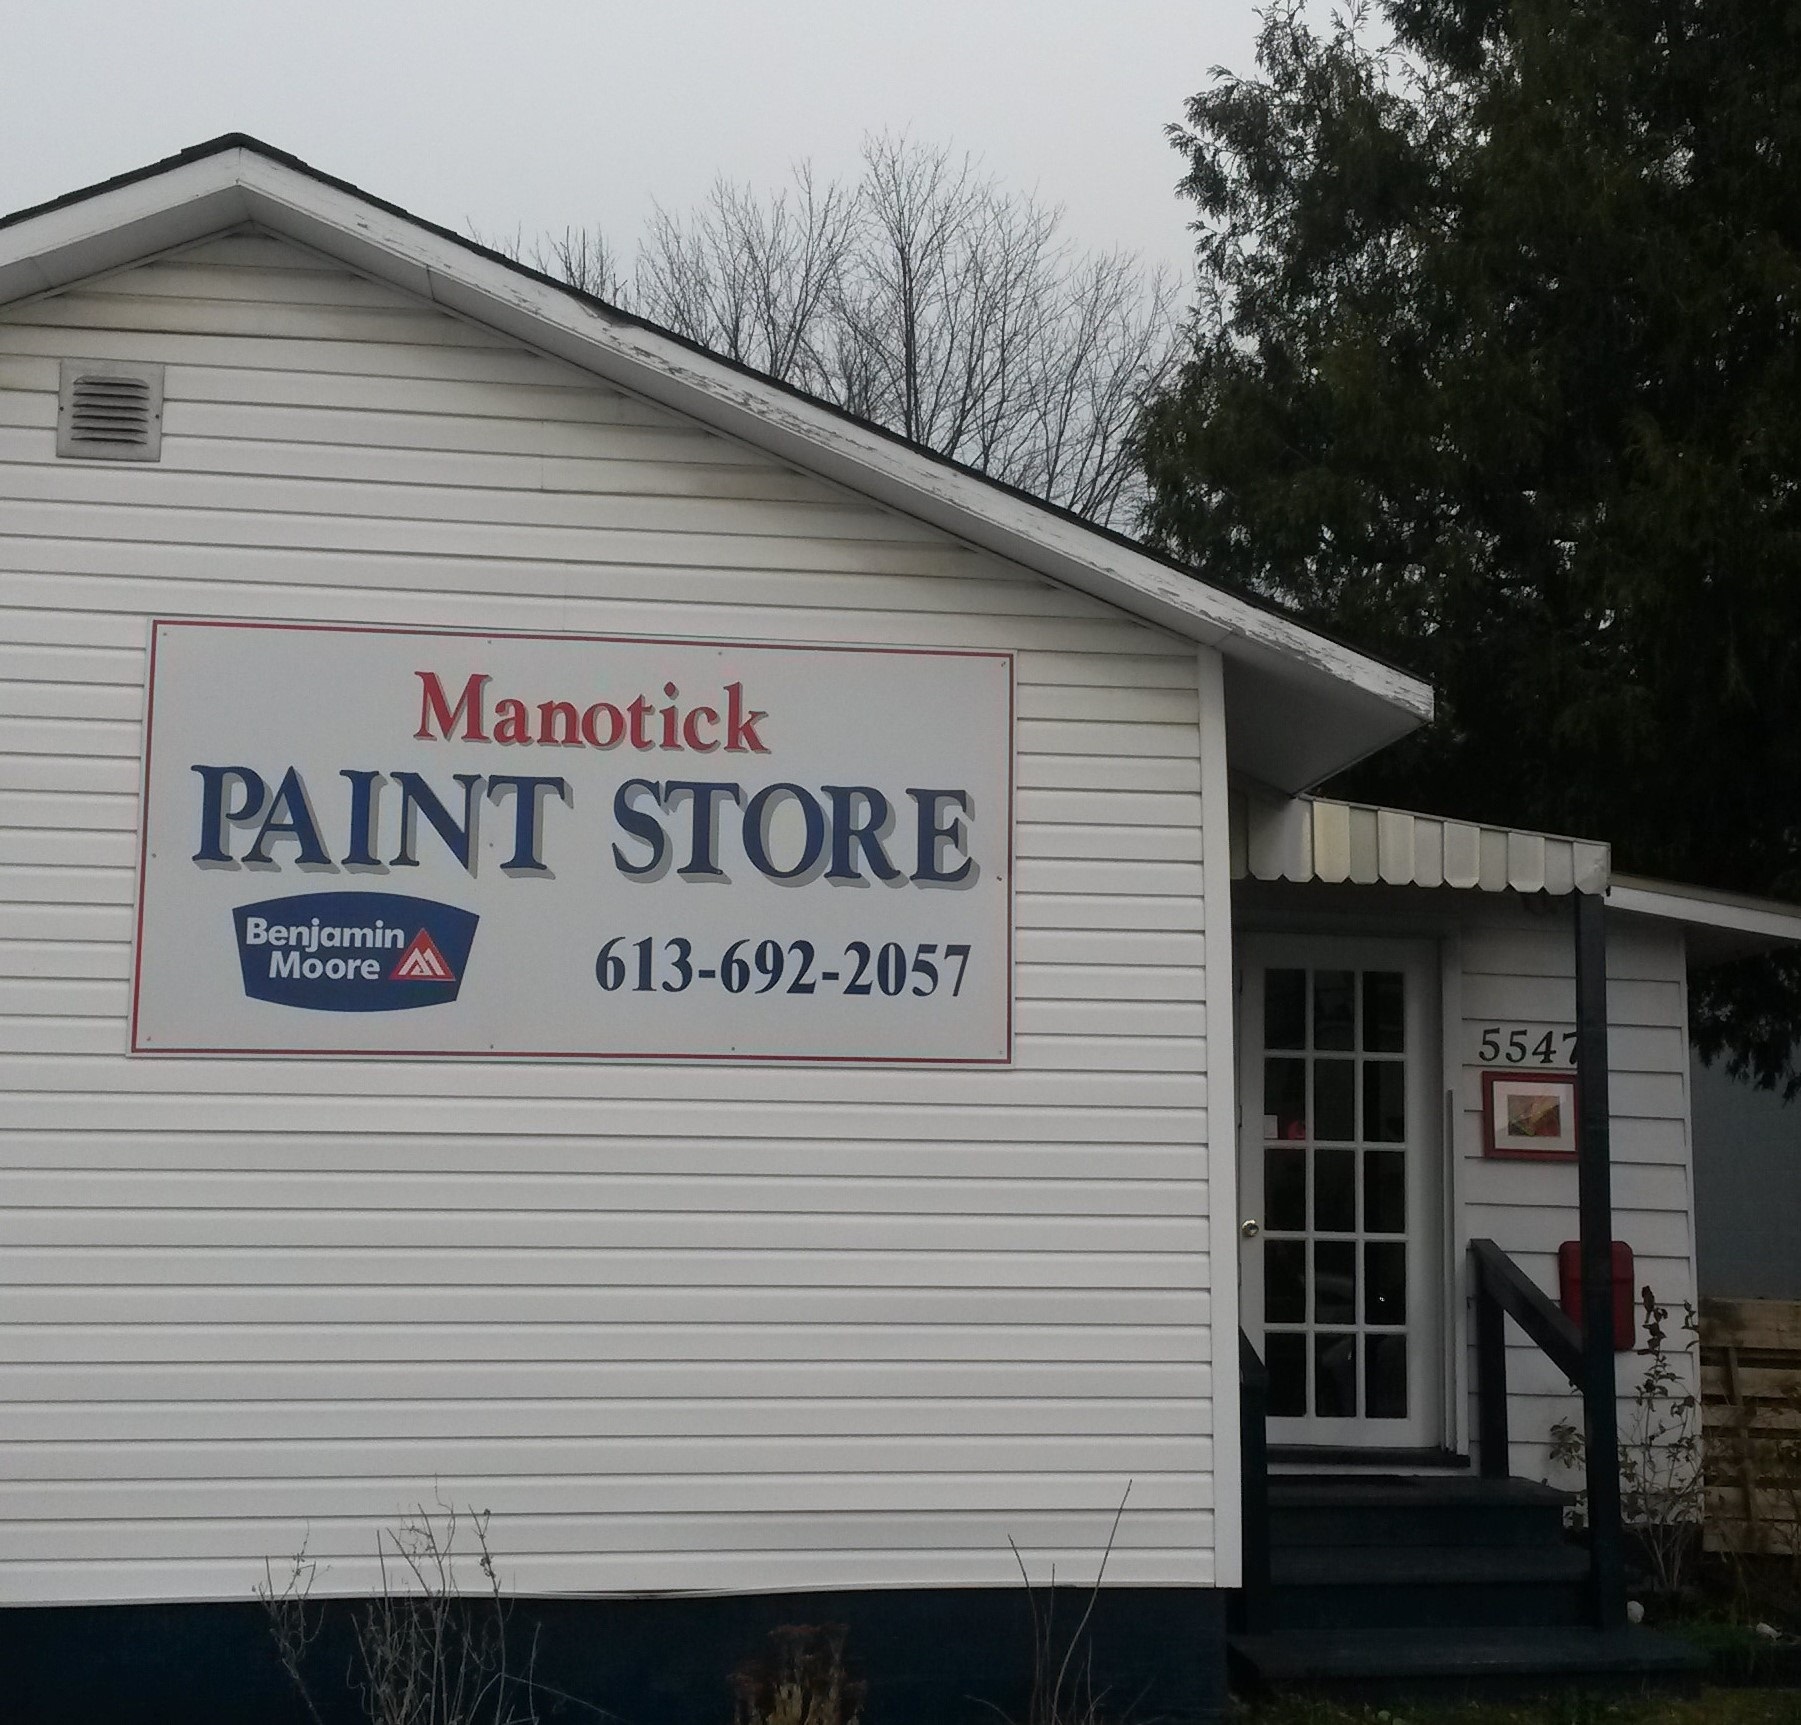 Manotick
PAINT STORE
Benjamin
Moore
613-692-2057
5547